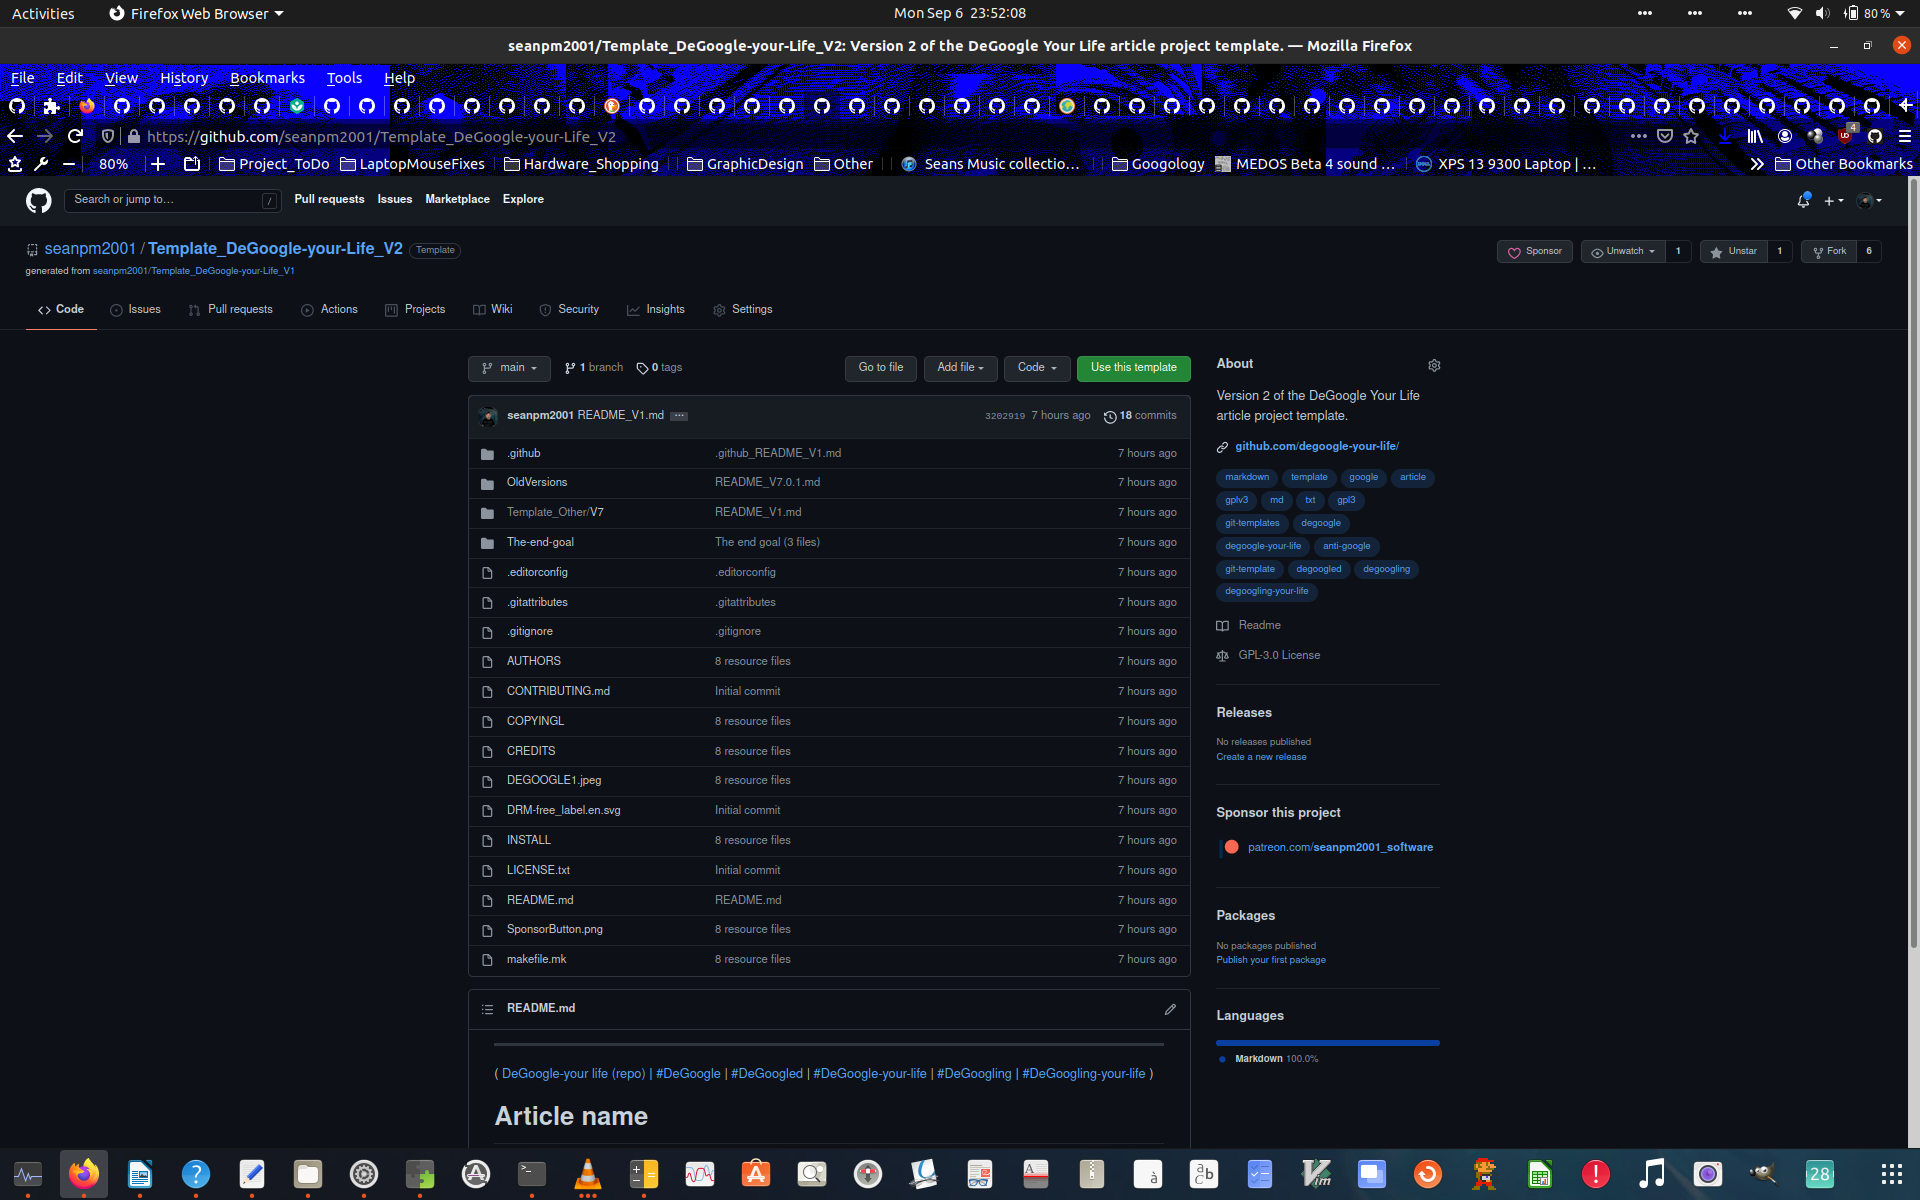 Activities Firefox Web Browser Mon Sep 6 23:52:08 80 %
seanpm2001/Template_DeGoogle-your-Life_V2: Version 2 of the DeGoogle Your Life article project template. — Mozilla Firefox
File Edit View History Bookmarks Tools Help
https://github.com/seanpm2001/Template_DeGoogle-your-Life_V2 4
80% Project_ToDo LaptopMouseFixes Hardware_Shopping GraphicDesign Other Seans Music collectio… Googology MEDOS Beta 4 sound … XPS 13 9300 Laptop | … Other Bookmarks
Search or jump to… / Pull requests Issues Marketplace Explore
seanpm2001 / Template_DeGoogle-your-Life_V2 Template Sponsor Unwatch 1 Unstar 1 Fork 6
generated from seanpm2001/Template_DeGoogle-your-Life_V1
Code Issues Pull requests Actions Projects Wiki Security Insights Settings
main 1 branch 0 tags Go to file Add file Code Use this template
seanpm2001 README_V1.md ... 3202919 7 hours ago 18 commits
.github .github_README_V1.md 7 hours ago
OldVersions README_V7.0.1.md 7 hours ago
Template_Other/V7 README_V1.md 7 hours ago
The-end-goal The end goal (3 files) 7 hours ago
.editorconfig .editorconfig 7 hours ago
.gitattributes .gitattributes 7 hours ago
.gitignore .gitignore 7 hours ago
AUTHORS 8 resource files 7 hours ago
CONTRIBUTING.md Initial commit 7 hours ago
COPYINGL 8 resource files 7 hours ago
CREDITS 8 resource files 7 hours ago
DEGOOGLE1.jpeg 8 resource files 7 hours ago
DRM-free_label.en.svg Initial commit 7 hours ago
INSTALL 8 resource files 7 hours ago
LICENSE.txt Initial commit 7 hours ago
README.md README.md 7 hours ago
SponsorButton.png 8 resource files 7 hours ago
makefile.mk 8 resource files 7 hours ago
README.md
( DeGoogle-your life (repo) | #DeGoogle | #DeGoogled | #DeGoogle-your-life | #DeGoogling | #DeGoogling-your-life )
Article name
About
Version 2 of the DeGoogle Your Life
article project template.
github.com/degoogle-your-life/
markdown template google article
gplv3 md txt gpl3
git-templates degoogle
degoogle-your-life anti-google
git-template degoogled degoogling
degoogling-your-life
Readme
GPL-3.0 License
Releases
No releases published
Create a new release
Sponsor this project
patreon.com/seanpm2001_software
Packages
No packages published
Publish your first package
Languages
Markdown 100.0%
28